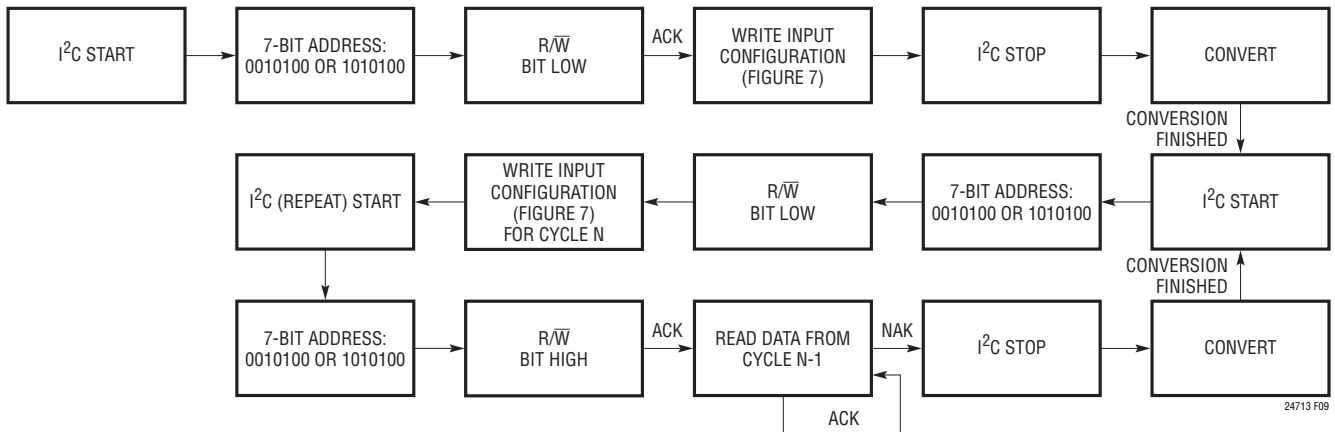 I²C START
7-BIT ADDRESS:
0010100 OR 1010100
R/W̅
BIT LOW
ACK
WRITE INPUT
CONFIGURATION
(FIGURE 7)
I²C STOP
CONVERT
CONVERSION
FINISHED
I²C START
7-BIT ADDRESS:
0010100 OR 1010100
R/W̅
BIT LOW
WRITE INPUT
CONFIGURATION
(FIGURE 7)
FOR CYCLE N
I²C (REPEAT) START
7-BIT ADDRESS:
0010100 OR 1010100
R/W̅
BIT HIGH
ACK
READ DATA FROM
CYCLE N-1
ACK
NAK
I²C STOP
CONVERT
CONVERSION
FINISHED
24713 F09